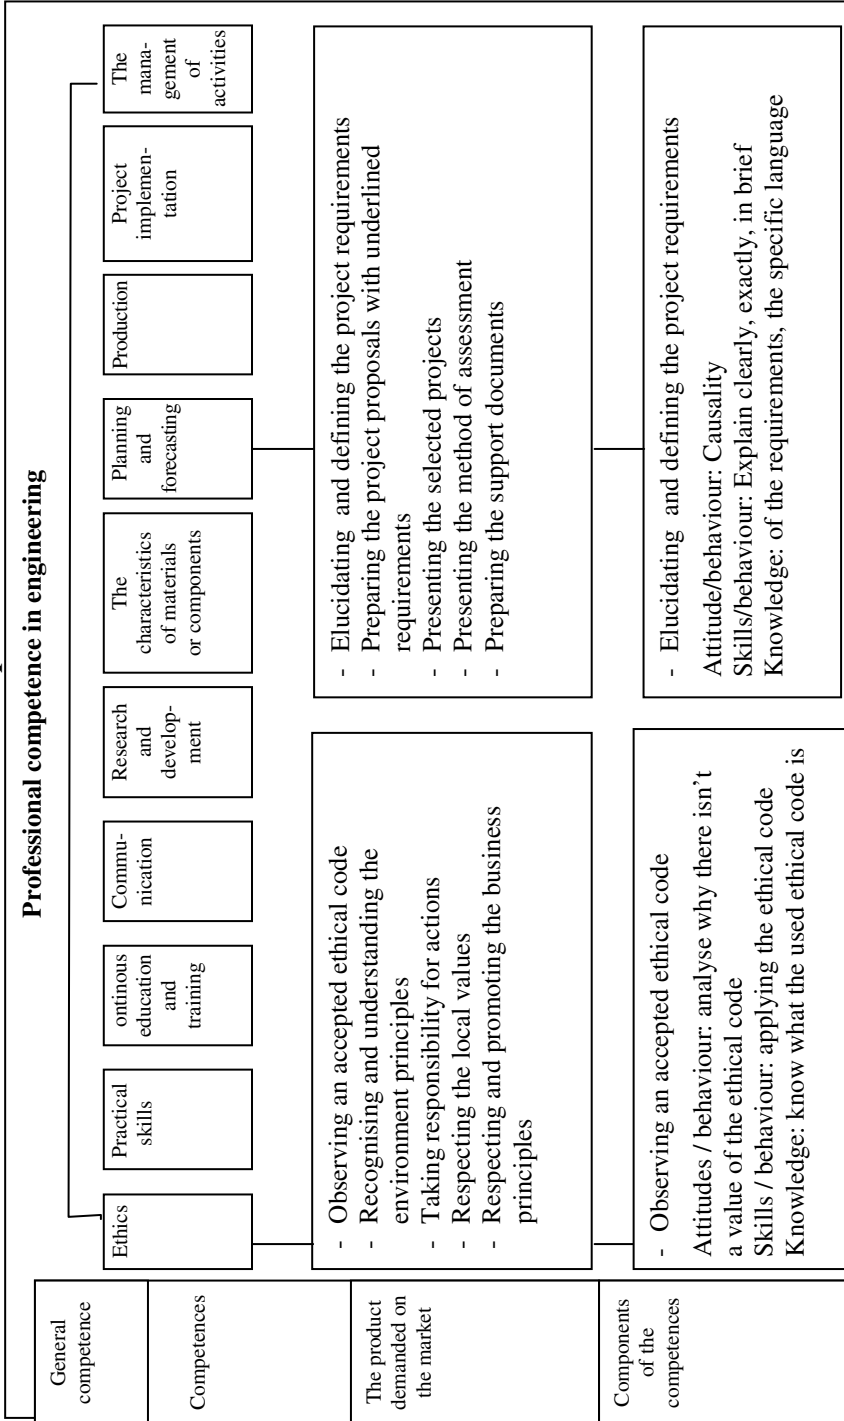 Professional competence in engineering
General
competence
Competences
Ethics
Practical
skills
ontinous
education
and
training
Commu-
nication
Research
and
develop-
ment
The
characteristics
of materials
or components
Planning
and
forecasting
Production
Project
implemen-
tation
The
mana-
gement
of
activities
The product
demanded on
the market
- Observing an accepted ethical code
- Recognising and understanding the
environment principles
- Taking responsibility for actions
- Respecting the local values
- Respecting and promoting the business
principles
- Elucidating and defining the project requirements
- Preparing the project proposals with underlined
requirements
- Presenting the selected projects
- Presenting the method of assessment
- Preparing the support documents
Components
of the
competences
- Observing an accepted ethical code
Attitudes / behaviour: analyse why there isn't
a value of the ethical code
Skills / behaviour: applying the ethical code
Knowledge: know what the used ethical code is
- Elucidating and defining the project requirements
Attitude/behaviour: Causality
Skills/behaviour: Explain clearly, exactly, in brief
Knowledge: of the requirements, the specific language